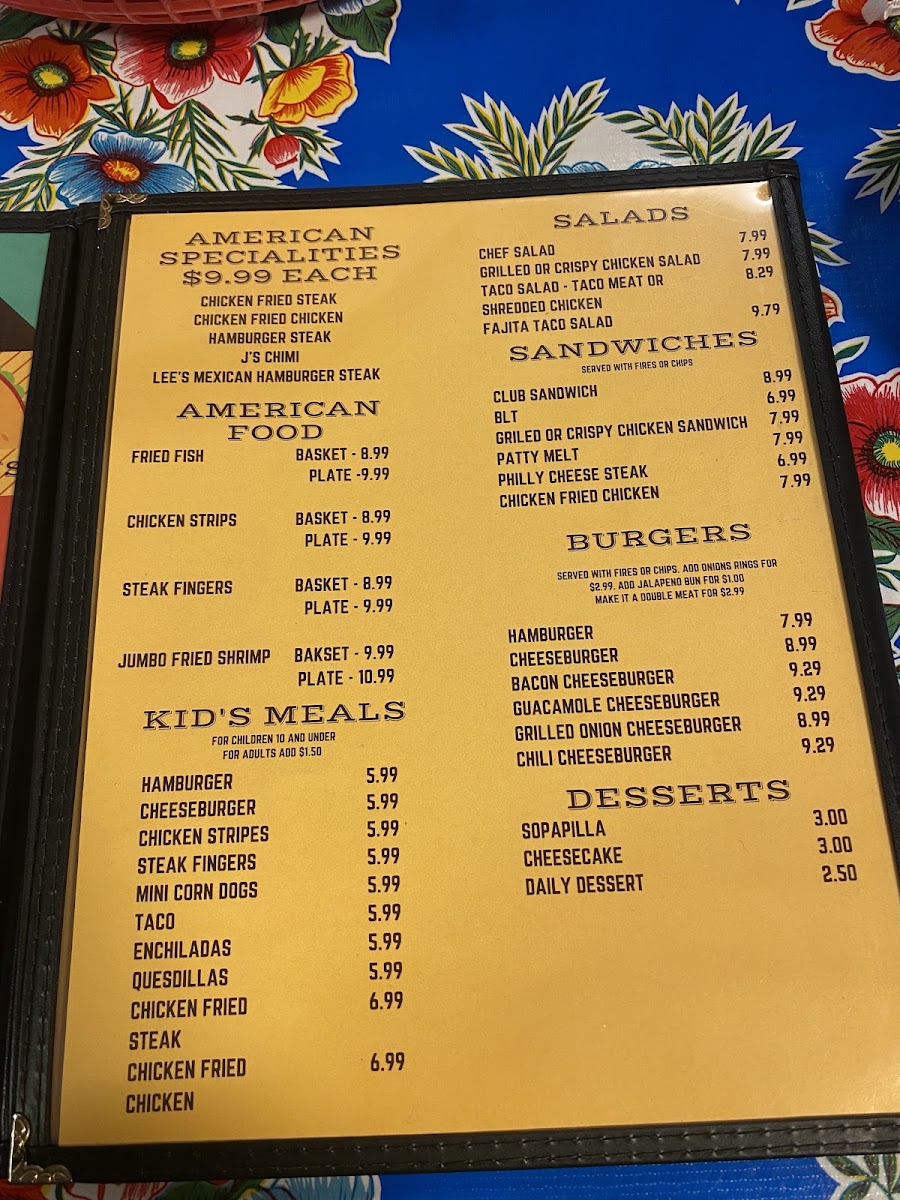 AMERICAN
SPECIALITIES
$9.99 EACH
CHICKEN FRIED STEAK
CHICKEN FRIED CHICKEN
HAMBURGER STEAK
J'S CHIMI
LEE'S MEXICAN HAMBURGER STEAK
AMERICAN
FOOD
FRIED FISH BASKET - 8.99
PLATE -9.99
CHICKEN STRIPS BASKET - 8.99
PLATE - 9.99
STEAK FINGERS BASKET - 8.99
PLATE - 9.99
JUMBO FRIED SHRIMP BAKSET - 9.99
PLATE - 10.99
KID'S MEALS
FOR CHILDREN 10 AND UNDER
FOR ADULTS ADD $1.50
HAMBURGER 5.99
CHEESEBURGER 5.99
CHICKEN STRIPES 5.99
STEAK FINGERS 5.99
MINI CORN DOGS 5.99
TACO 5.99
ENCHILADAS 5.99
QUESDILLAS 5.99
CHICKEN FRIED 6.99
STEAK
CHICKEN FRIED 6.99
CHICKEN
SALADS
CHEF SALAD 7.99
GRILLED OR CRISPY CHICKEN SALAD 7.99
TACO SALAD - TACO MEAT OR 8.29
SHREDDED CHICKEN
FAJITA TACO SALAD 9.79
SANDWICHES
SERVED WITH FIRES OR CHIPS
CLUB SANDWICH 8.99
BLT 6.99
GRILED OR CRISPY CHICKEN SANDWICH 7.99
PATTY MELT 7.99
PHILLY CHEESE STEAK 6.99
CHICKEN FRIED CHICKEN 7.99
BURGERS
SERVED WITH FIRES OR CHIPS. ADD ONIONS RINGS FOR
$2.99. ADD JALAPENO BUN FOR $1.00
MAKE IT A DOUBLE MEAT FOR $2.99
HAMBURGER 7.99
CHEESEBURGER 8.99
BACON CHEESEBURGER 9.29
GUACAMOLE CHEESEBURGER 9.29
GRILLED ONION CHEESEBURGER 8.99
CHILI CHEESEBURGER 9.29
DESSERTS
SOPAPILLA 3.00
CHEESECAKE 3.00
DAILY DESSERT 2.50